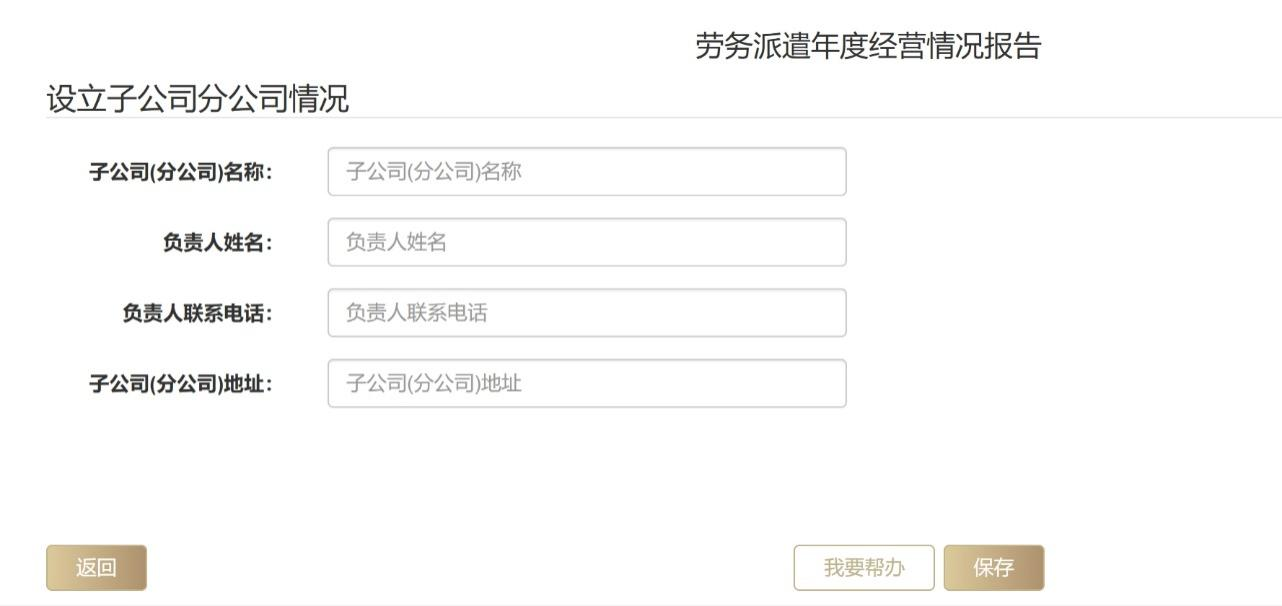 劳务派遣年度经营情况报告
设立子公司分公司情况
子公司(分公司)名称： 子公司(分公司)名称
负责人姓名： 负责人姓名
负责人联系电话： 负责人联系电话
子公司(分公司)地址： 子公司(分公司)地址
返回 我要帮办 保存